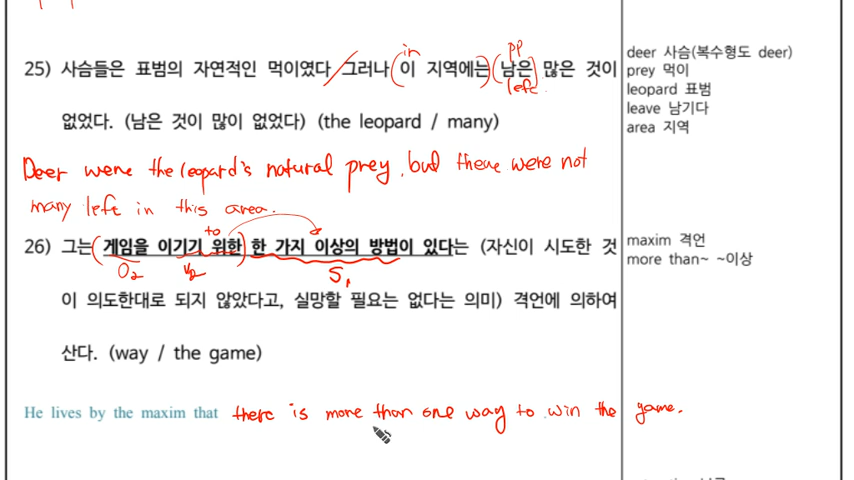 in
pp
25) 사슴들은 표범의 자연적인 먹이였다 그러나 (이 지역에는) (남은) 많은 것이
left
없었다. (남은 것이 많이 없었다) (the leopard / many)
Deer were the leopard's natural prey, but there were not
many left in this area.
to
26) 그는 (게임을 이기기 위한) 한 가지 이상의 방법이 있다는 (자신이 시도한 것
O2 V2 S1
이 의도한대로 되지 않았다고, 실망할 필요는 없다는 의미) 격언에 의하여
산다. (way / the game)
He lives by the maxim that there is more than one way to win the game.
deer 사슴(복수형도 deer)
prey 먹이
leopard 표범
leave 남기다
area 지역
maxim 격언
more than~ ~이상